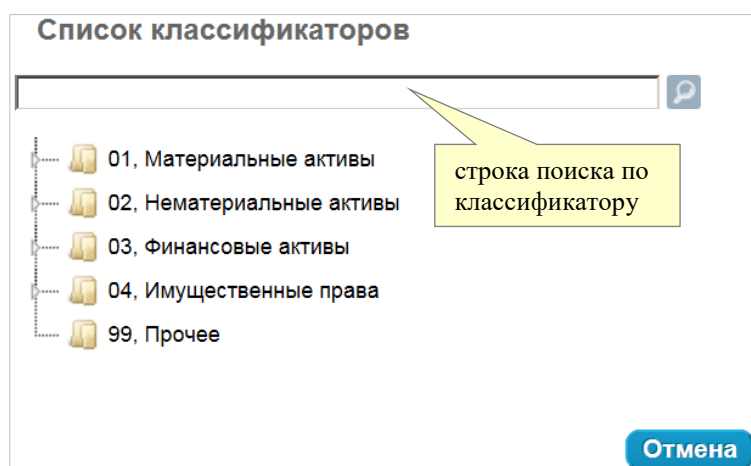 Список классификаторов
01, Материальные активы
строка поиска по
классификатору
02, Нематериальные активы
03, Финансовые активы
04, Имущественные права
99, Прочее
Отмена